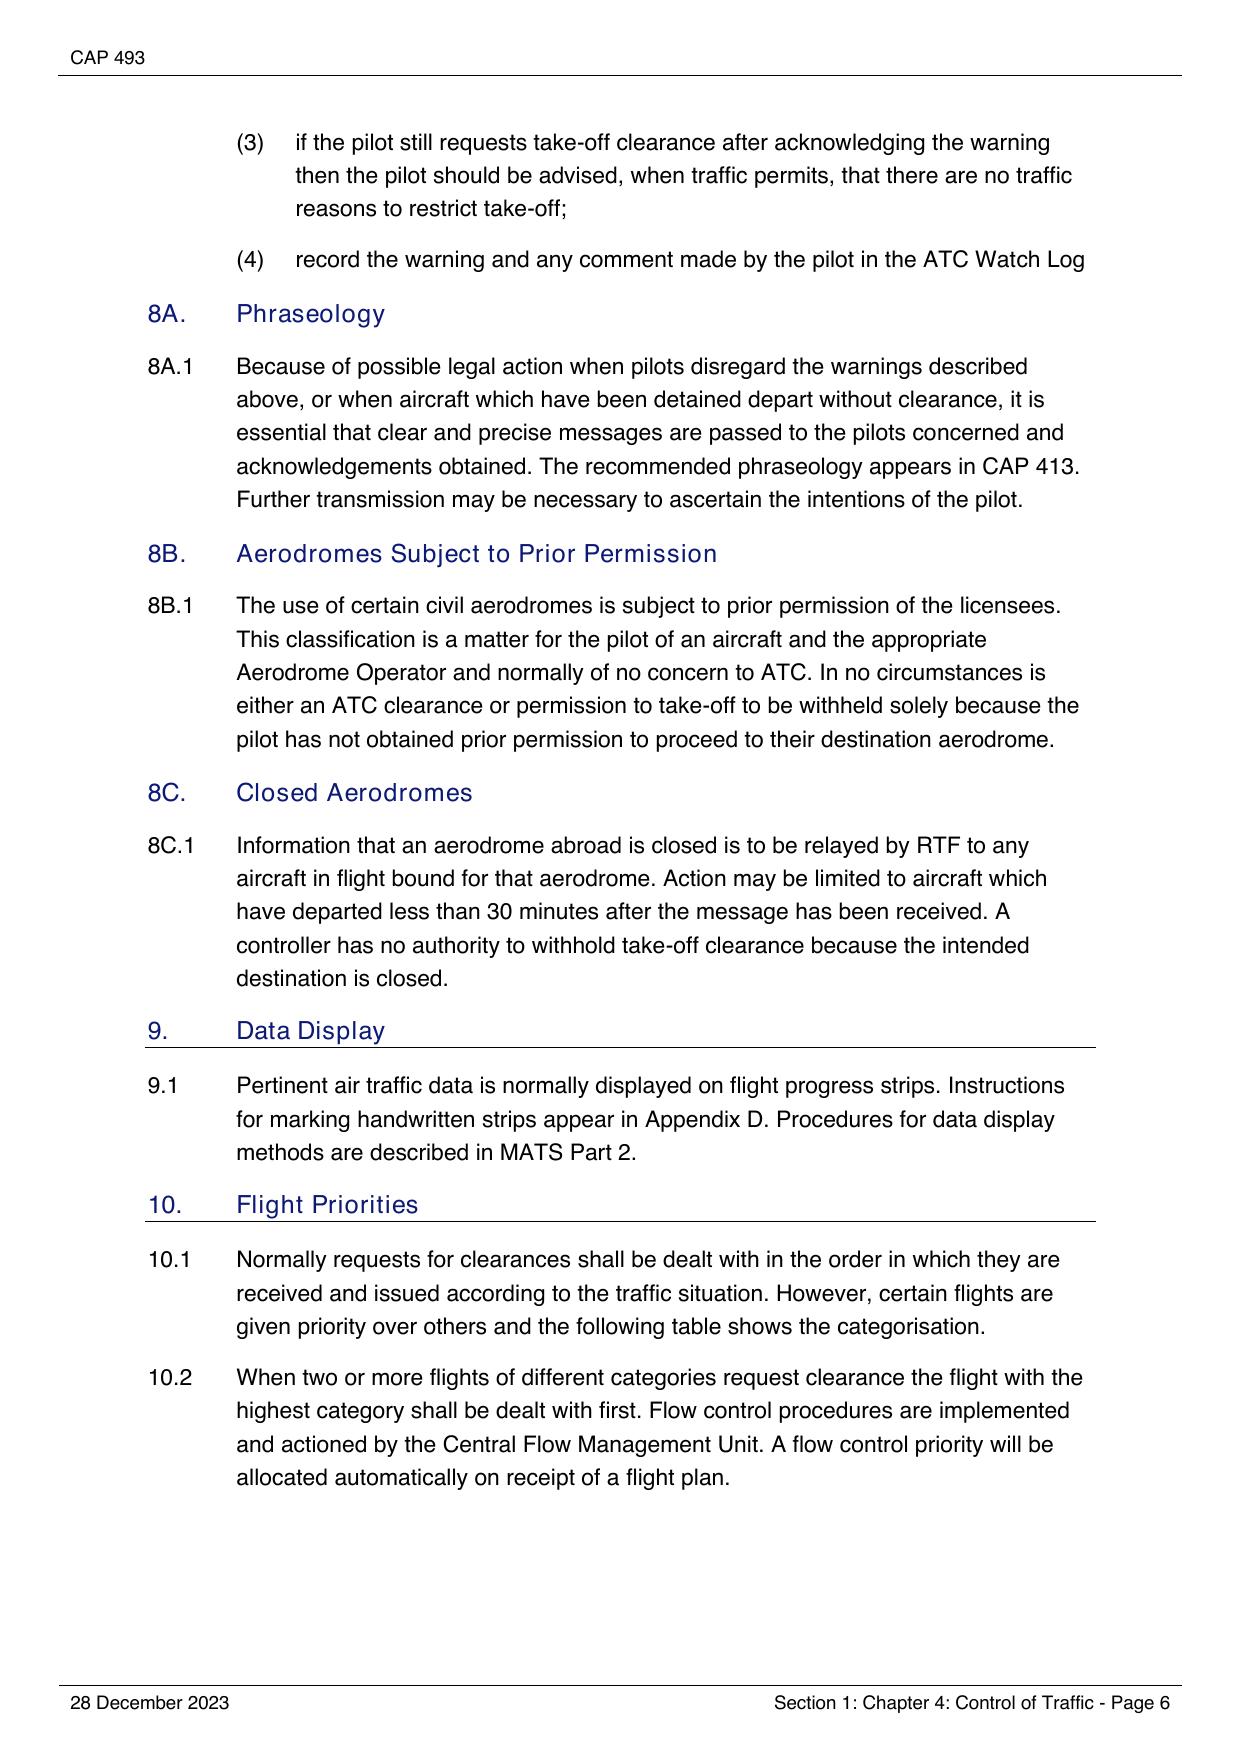 CAP 493
(3) if the pilot still requests take-off clearance after acknowledging the warning
then the pilot should be advised, when traffic permits, that there are no traffic
reasons to restrict take-off;
(4) record the warning and any comment made by the pilot in the ATC Watch Log
8A. Phraseology
8A.1 Because of possible legal action when pilots disregard the warnings described
above, or when aircraft which have been detained depart without clearance, it is
essential that clear and precise messages are passed to the pilots concerned and
acknowledgements obtained. The recommended phraseology appears in CAP 413.
Further transmission may be necessary to ascertain the intentions of the pilot.
8B. Aerodromes Subject to Prior Permission
8B.1 The use of certain civil aerodromes is subject to prior permission of the licensees.
This classification is a matter for the pilot of an aircraft and the appropriate
Aerodrome Operator and normally of no concern to ATC. In no circumstances is
either an ATC clearance or permission to take-off to be withheld solely because the
pilot has not obtained prior permission to proceed to their destination aerodrome.
8C. Closed Aerodromes
8C.1 Information that an aerodrome abroad is closed is to be relayed by RTF to any
aircraft in flight bound for that aerodrome. Action may be limited to aircraft which
have departed less than 30 minutes after the message has been received. A
controller has no authority to withhold take-off clearance because the intended
destination is closed.
9. Data Display
9.1 Pertinent air traffic data is normally displayed on flight progress strips. Instructions
for marking handwritten strips appear in Appendix D. Procedures for data display
methods are described in MATS Part 2.
10. Flight Priorities
10.1 Normally requests for clearances shall be dealt with in the order in which they are
received and issued according to the traffic situation. However, certain flights are
given priority over others and the following table shows the categorisation.
10.2 When two or more flights of different categories request clearance the flight with the
highest category shall be dealt with first. Flow control procedures are implemented
and actioned by the Central Flow Management Unit. A flow control priority will be
allocated automatically on receipt of a flight plan.
28 December 2023 Section 1: Chapter 4: Control of Traffic - Page 6